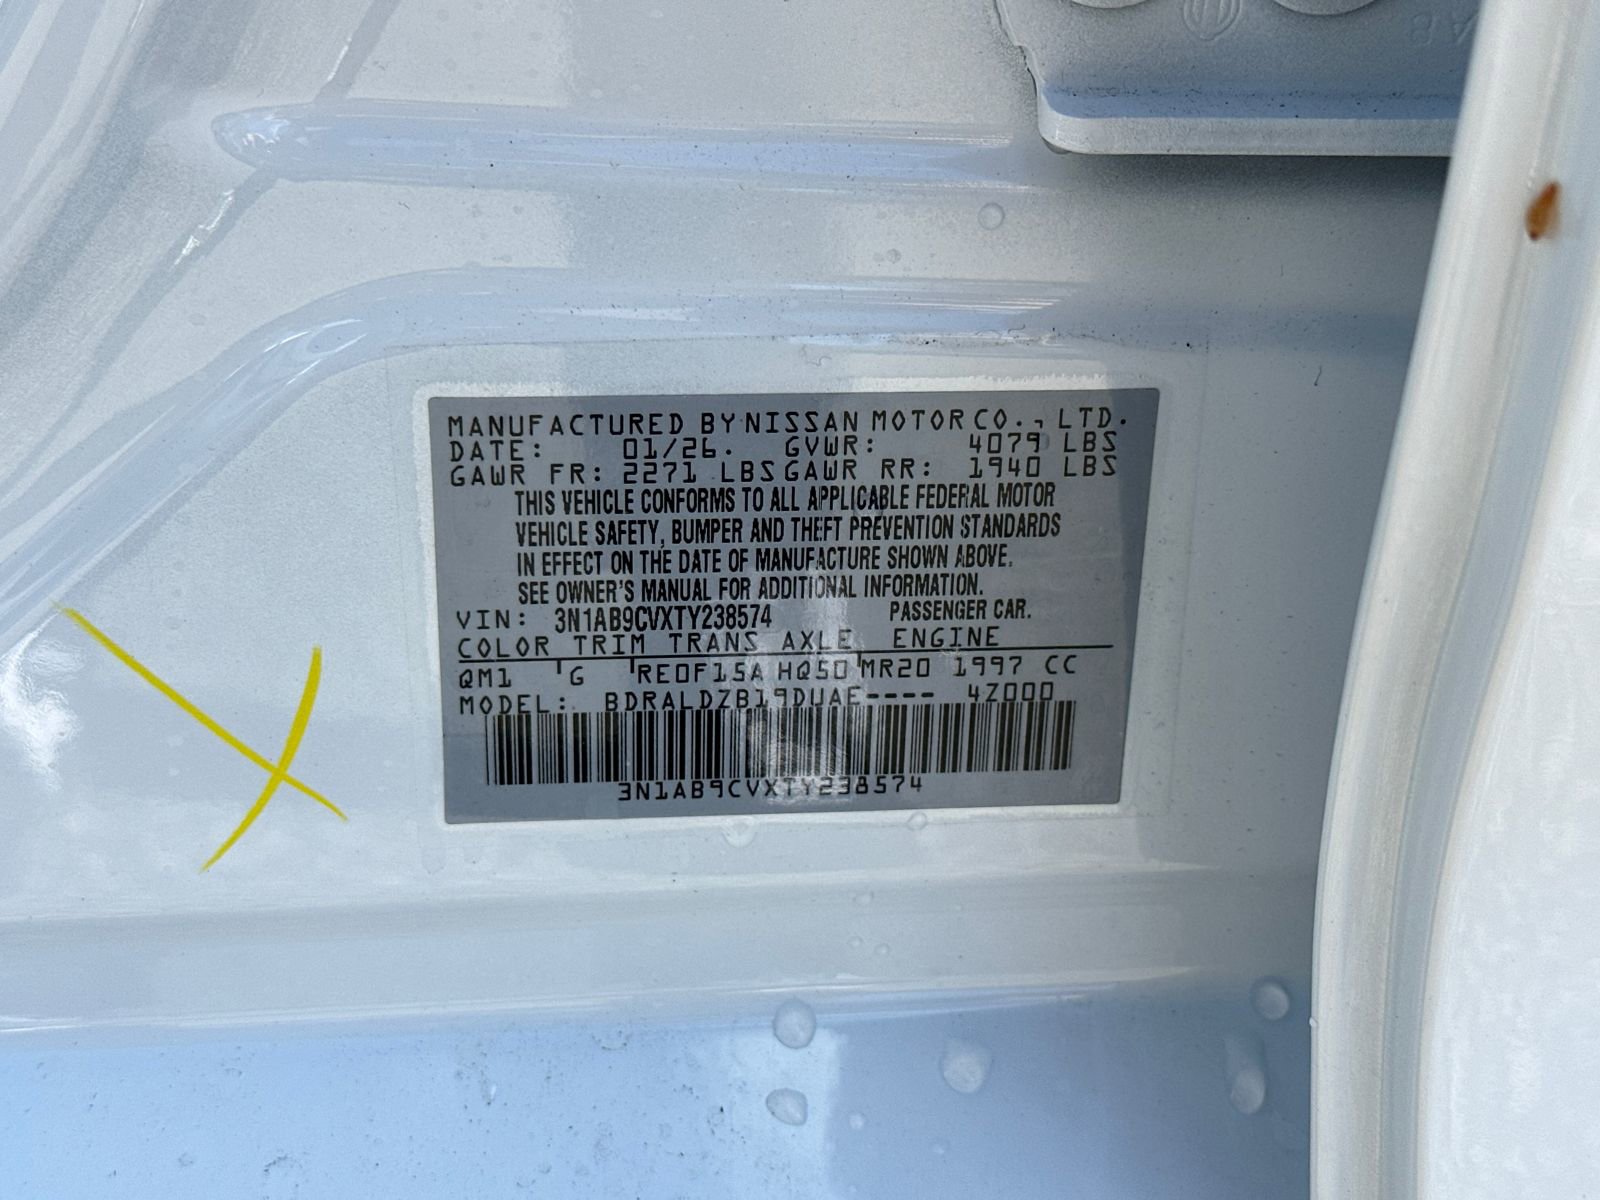 MANUFACTURED BY NISSAN MOTOR CO., LTD.
DATE: 01/26. GVWR: 4079 LBS
GAWR FR: 2271 LBS GAWR RR: 1940 LBS
THIS VEHICLE CONFORMS TO ALL APPLICABLE FEDERAL MOTOR
VEHICLE SAFETY, BUMPER AND THEFT PREVENTION STANDARDS
IN EFFECT ON THE DATE OF MANUFACTURE SHOWN ABOVE.
SEE OWNER'S MANUAL FOR ADDITIONAL INFORMATION.
VIN: 3N1AB9CVXTY238574 PASSENGER CAR.
COLOR TRIM TRANS AXLE ENGINE
QM1 G RE0F15A HQ50 MR20 1997 CC
MODEL: BDRALDZB19DUAE---- 4Z000
3N1AB9CVXTY238574